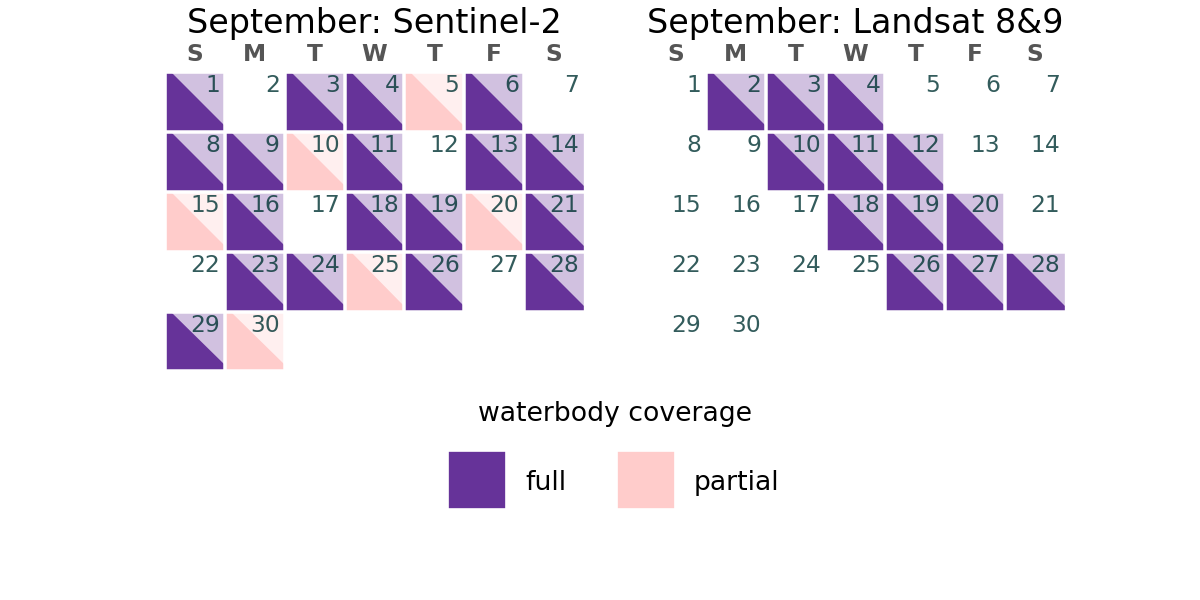 September: Sentinel-2
S M T W T F S
1 2 3 4 5 6 7
8 9 10 11 12 13 14
15 16 17 18 19 20 21
22 23 24 25 26 27 28
29 30
September: Landsat 8&9
S M T W T F S
1 2 3 4 5 6 7
8 9 10 11 12 13 14
15 16 17 18 19 20 21
22 23 24 25 26 27 28
29 30
waterbody coverage
full partial